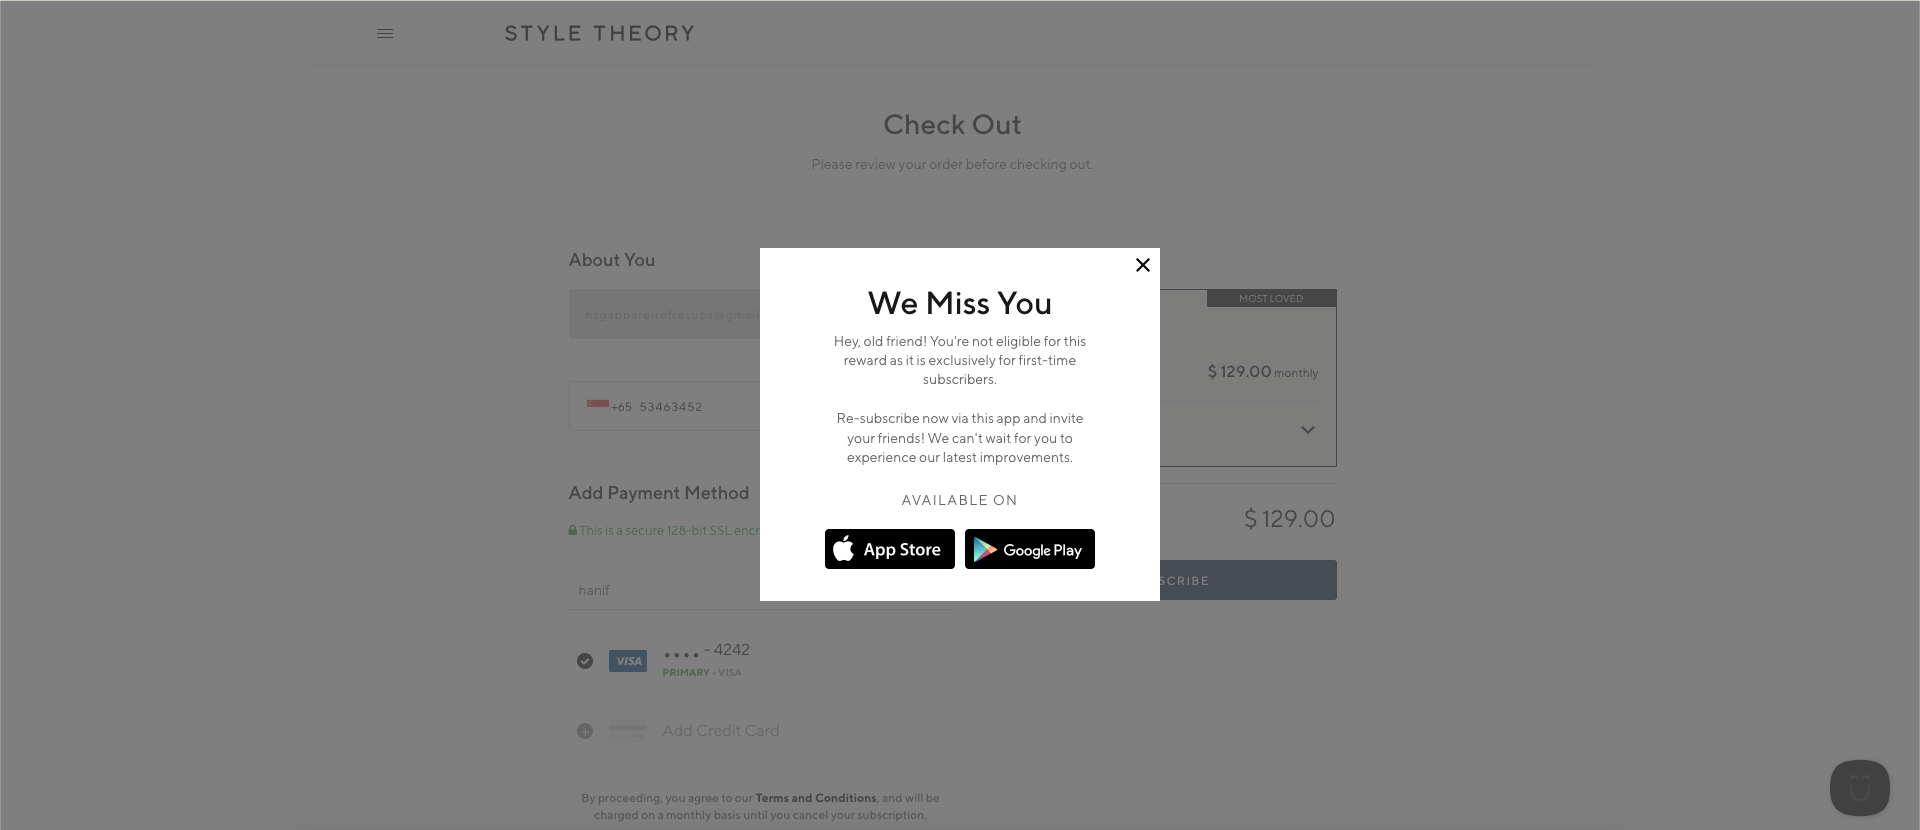 STYLE THEORY
Check Out
Please review your order before checking out.
About You
hsgapparelrefresubs@gmai
+65 53463452
Add Payment Method
This is a secure 128-bit SSL encr
hanif
VISA
•••• - 4242
PRIMARY - VISA
Add Credit Card
By proceeding, you agree to our Terms and Conditions, and will be
charged on a monthly basis until you cancel your subscription.
We Miss You
Hey, old friend! You're not eligible for this
reward as it is exclusively for first-time
subscribers.
Re-subscribe now via this app and invite
your friends! We can't wait for you to
experience our latest improvements.
AVAILABLE ON
App Store
Google Play
MOST LOVED
$ 129.00 monthly
$ 129.00
SCRIBE